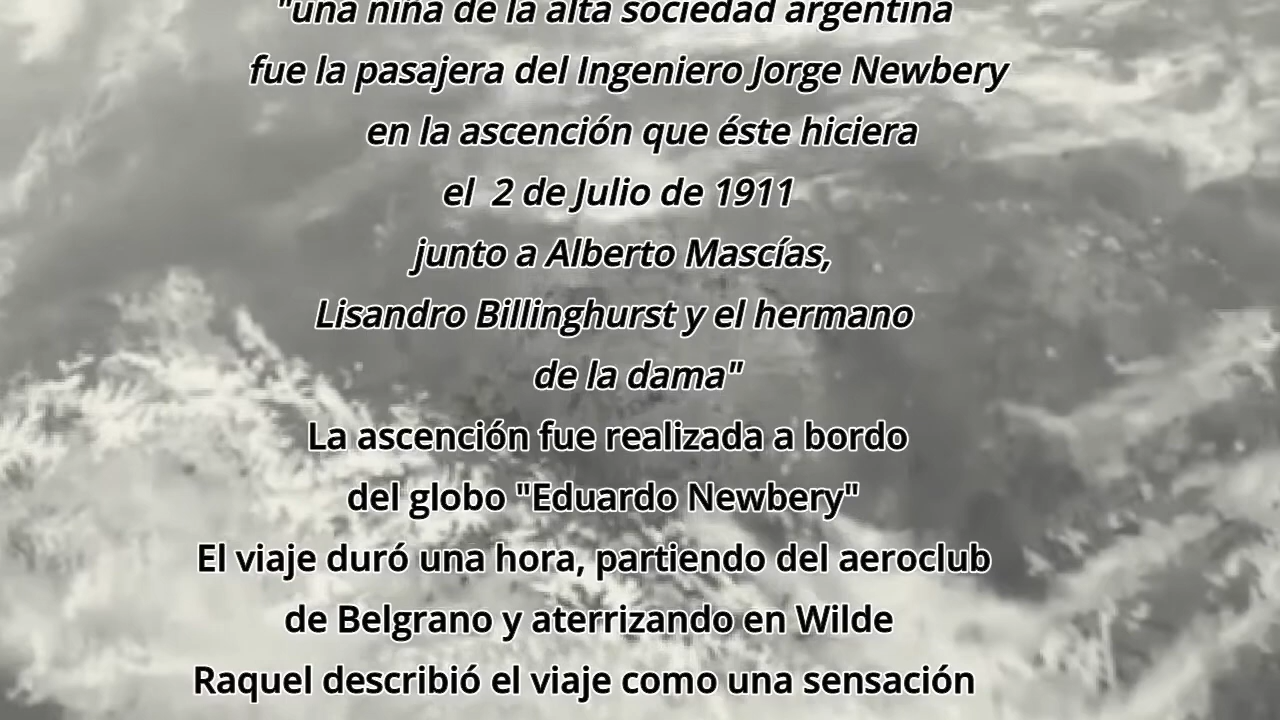 "una niña de la alta sociedad argentina
fue la pasajera del Ingeniero Jorge Newbery
en la ascención que éste hiciera
el  2 de Julio de 1911
junto a Alberto Mascías,
Lisandro Billinghurst y el hermano
de la dama"
La ascención fue realizada a bordo
del globo "Eduardo Newbery"
El viaje duró una hora, partiendo del aeroclub
de Belgrano y aterrizando en Wilde
Raquel describió el viaje como una sensación